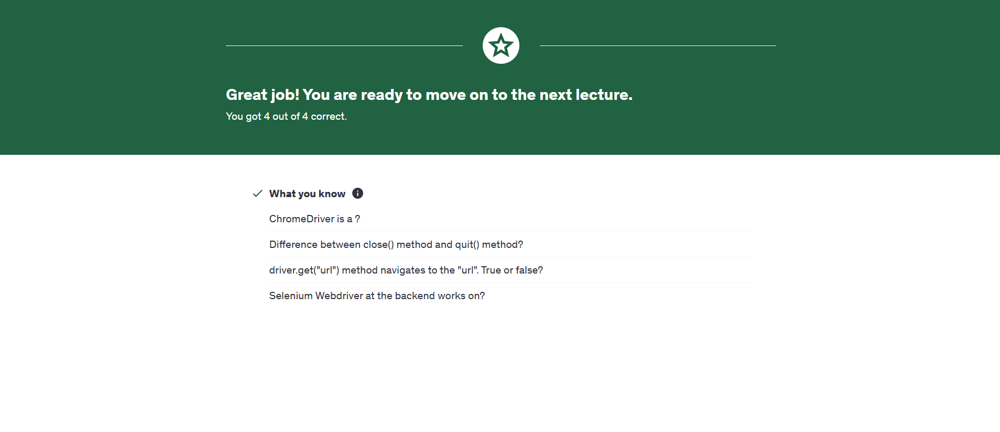 Great job! You are ready to move on to the next lecture.
You got 4 out of 4 correct.
What you know
ChromeDriver is a ?
Difference between close() method and quit() method?
driver.get("url") method navigates to the "url". True or false?
Selenium Webdriver at the backend works on?